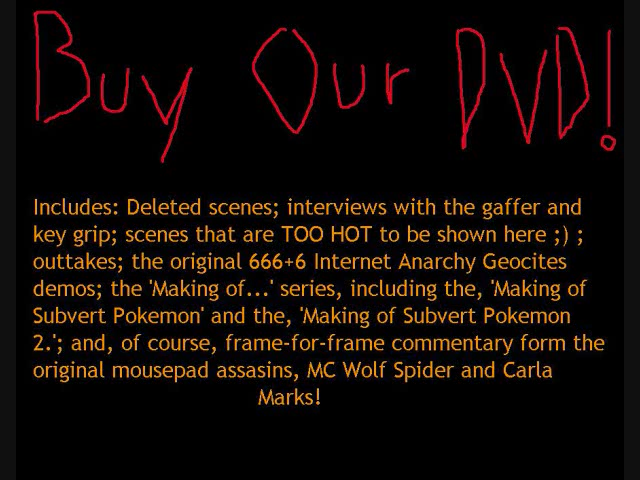 Buy Our DVD!
Includes: Deleted scenes; interviews with the gaffer and
key grip; scenes that are TOO HOT to be shown here ;) ;
outtakes; the original 666+6 Internet Anarchy Geocites
demos; the 'Making of...' series, including the, 'Making of
Subvert Pokemon' and the, 'Making of Subvert Pokemon
2.'; and, of course, frame-for-frame commentary form the
original mousepad assasins, MC Wolf Spider and Carla
Marks!